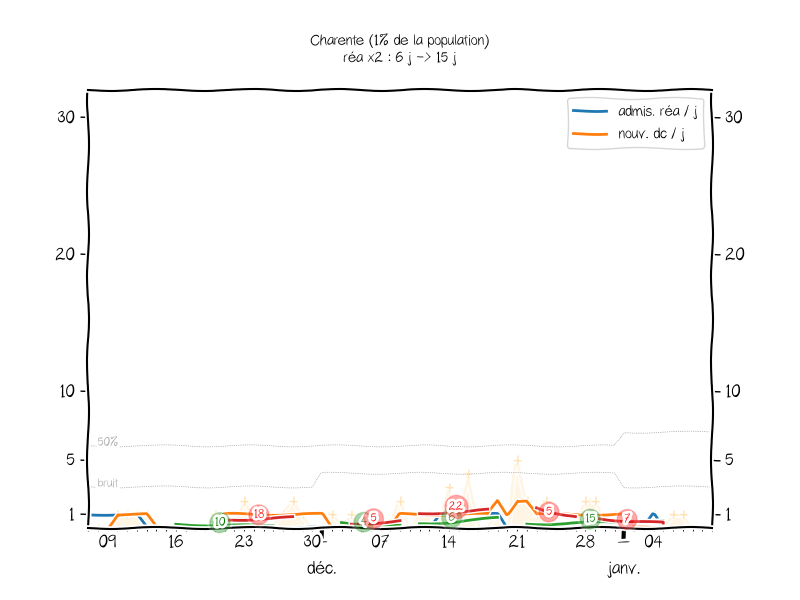 Charente (1% de la population)
réa x2 : 6 j -> 15 j
admis. réa / j
nouv. dc / j
30 30
20 20
10 10
50%
5 5
bruit
1 1
10 18 5 22 6 5 15 7
09 16 23 30 07 14 21 28 04
déc. janv.